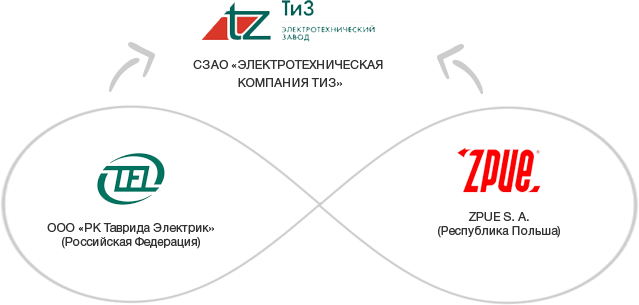 tz ТиЗ
ЭЛЕКТРОТЕХНИЧЕСКИЙ
ЗАВОД
СЗАО «ЭЛЕКТРОТЕХНИЧЕСКАЯ
КОМПАНИЯ ТИЗ»
TEL
ООО «РК Таврида Электрик»
(Российская Федерация)
ZPUE
ZPUE S. A.
(Республика Польша)